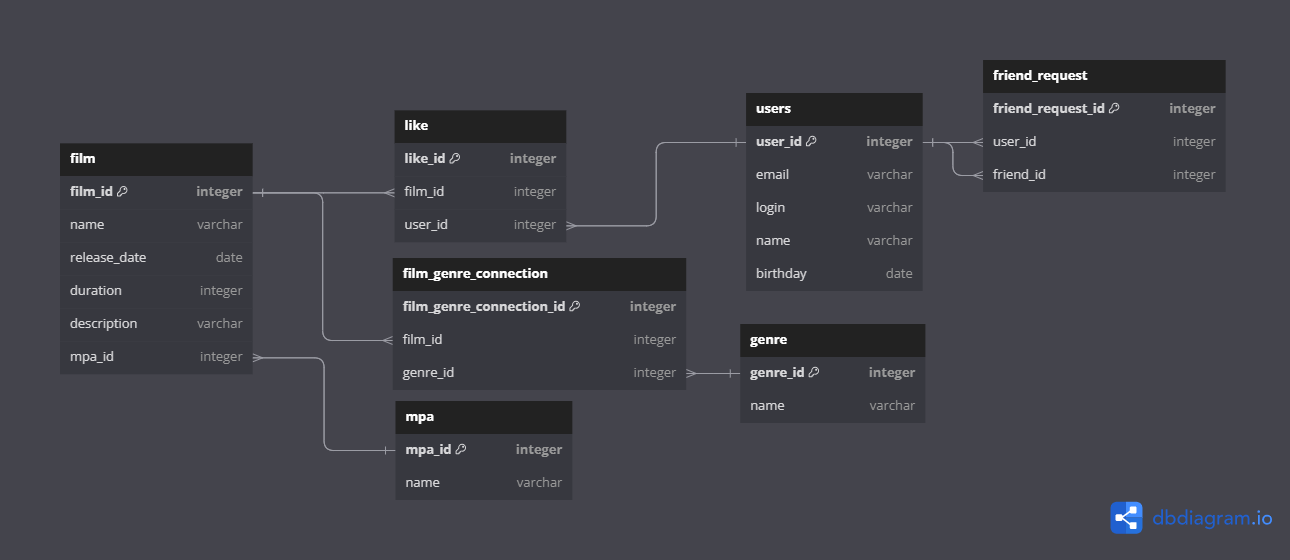 film
film_id integer
name varchar
release_date date
duration integer
description varchar
mpa_id integer
like
like_id integer
film_id integer
user_id integer
film_genre_connection
film_genre_connection_id integer
film_id integer
genre_id integer
mpa
mpa_id integer
name varchar
users
user_id integer
email varchar
login varchar
name varchar
birthday date
genre
genre_id integer
name varchar
friend_request
friend_request_id integer
user_id integer
friend_id integer
dbdiagram.io